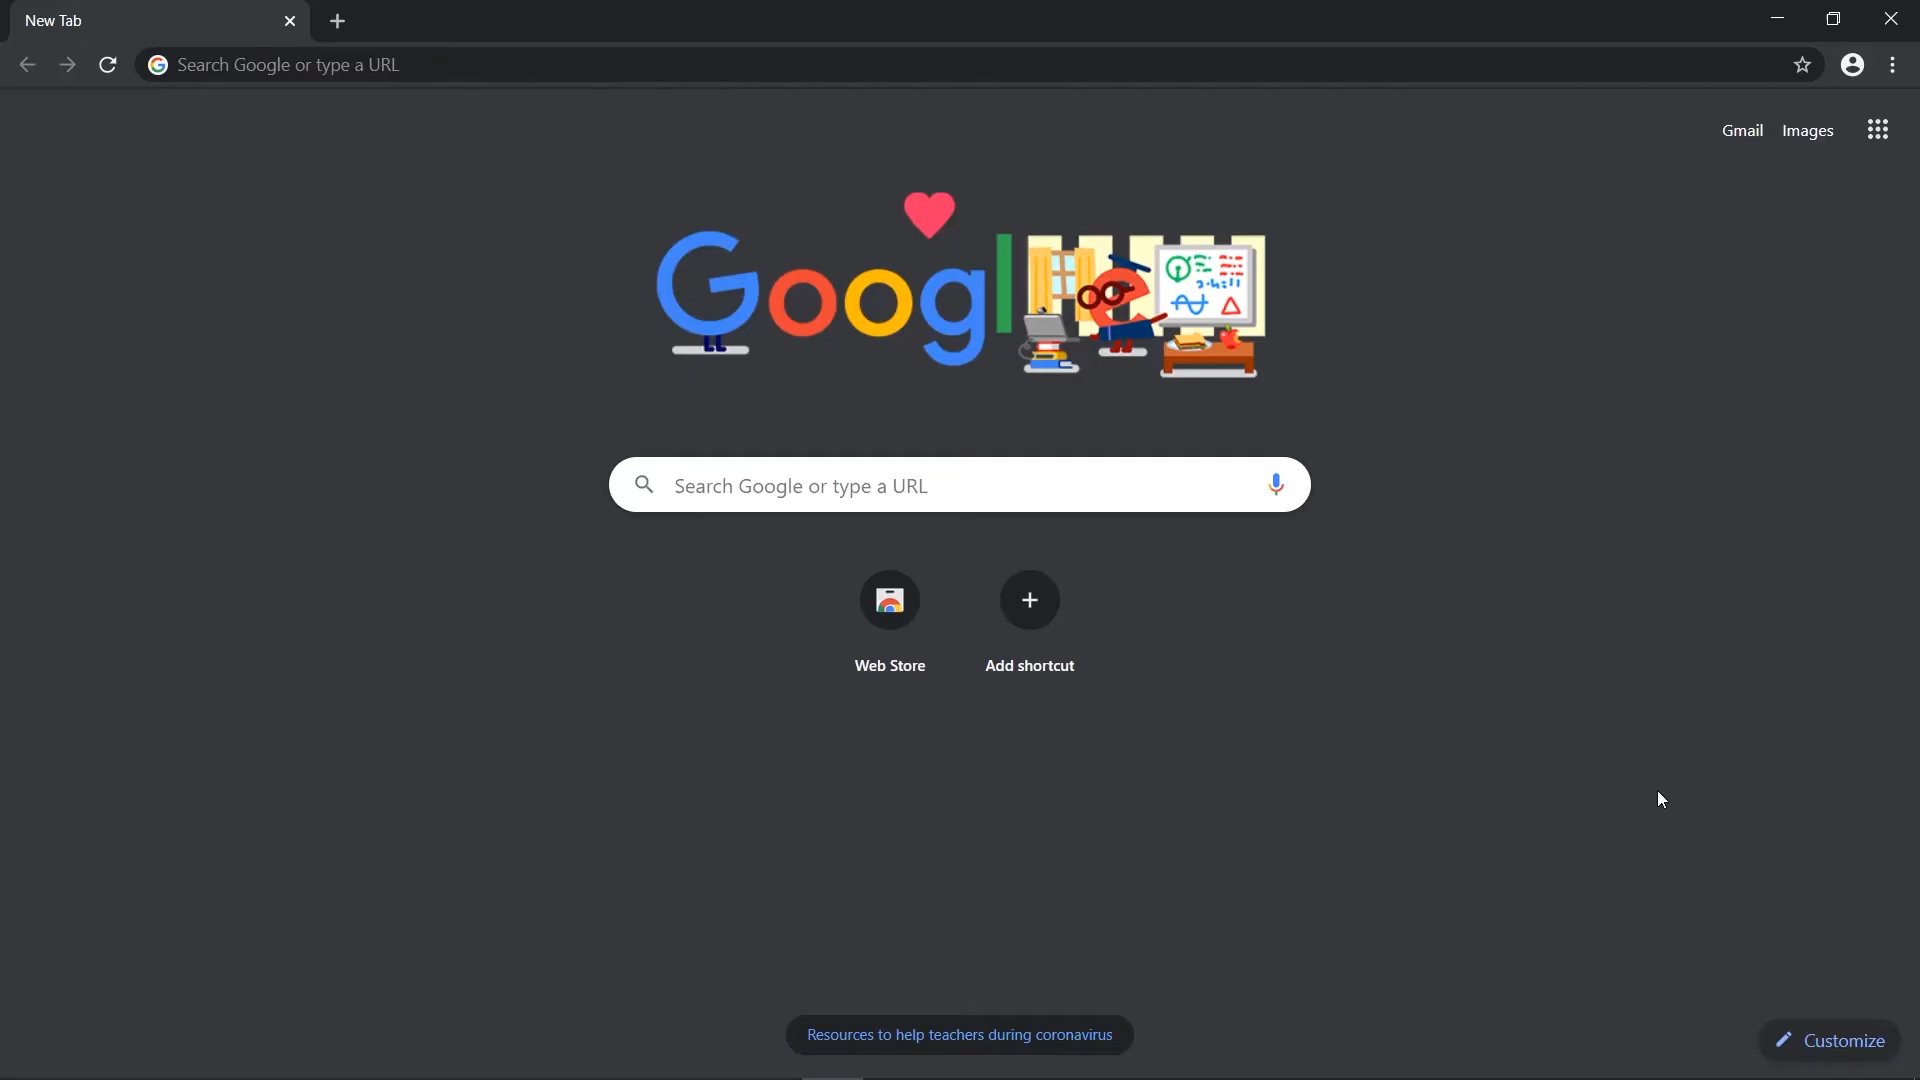 New Tab
Search Google or type a URL
Gmail Images
Google
Search Google or type a URL
Web Store Add shortcut
Resources to help teachers during coronavirus
Customize